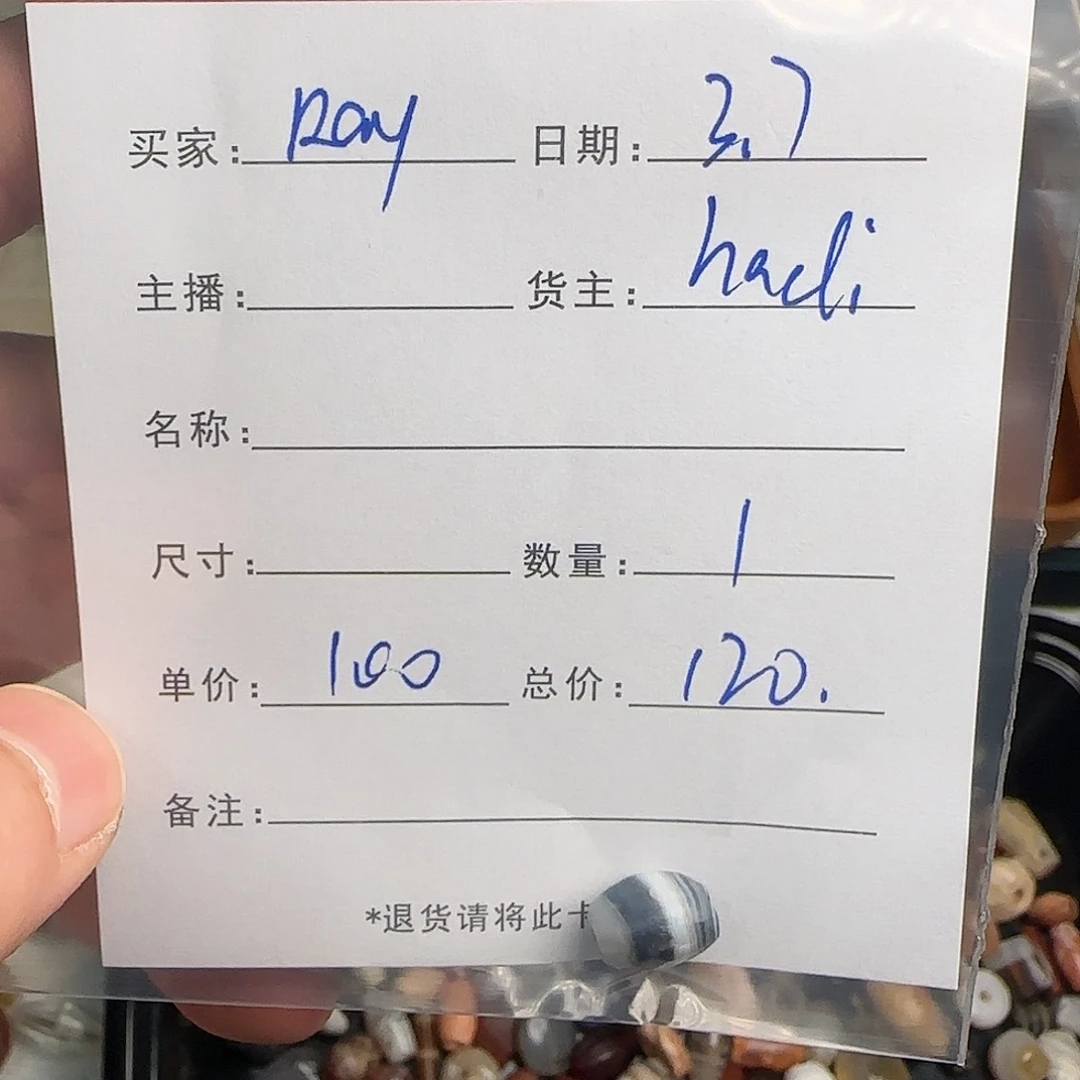 买家: Ray 日期: 3.7
主播: 货主: hadi
名称:
尺寸: 数量: 1
单价: 100 总价: 120.
备注:
*退货请将此卡